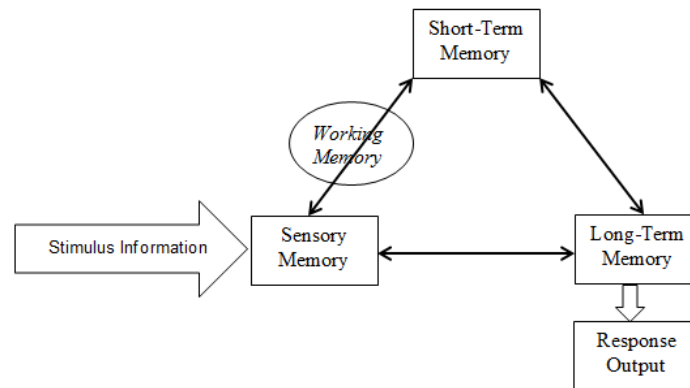 Short-Term
Memory
Working
Memory
Stimulus Information
Sensory
Memory
Long-Term
Memory
Response
Output